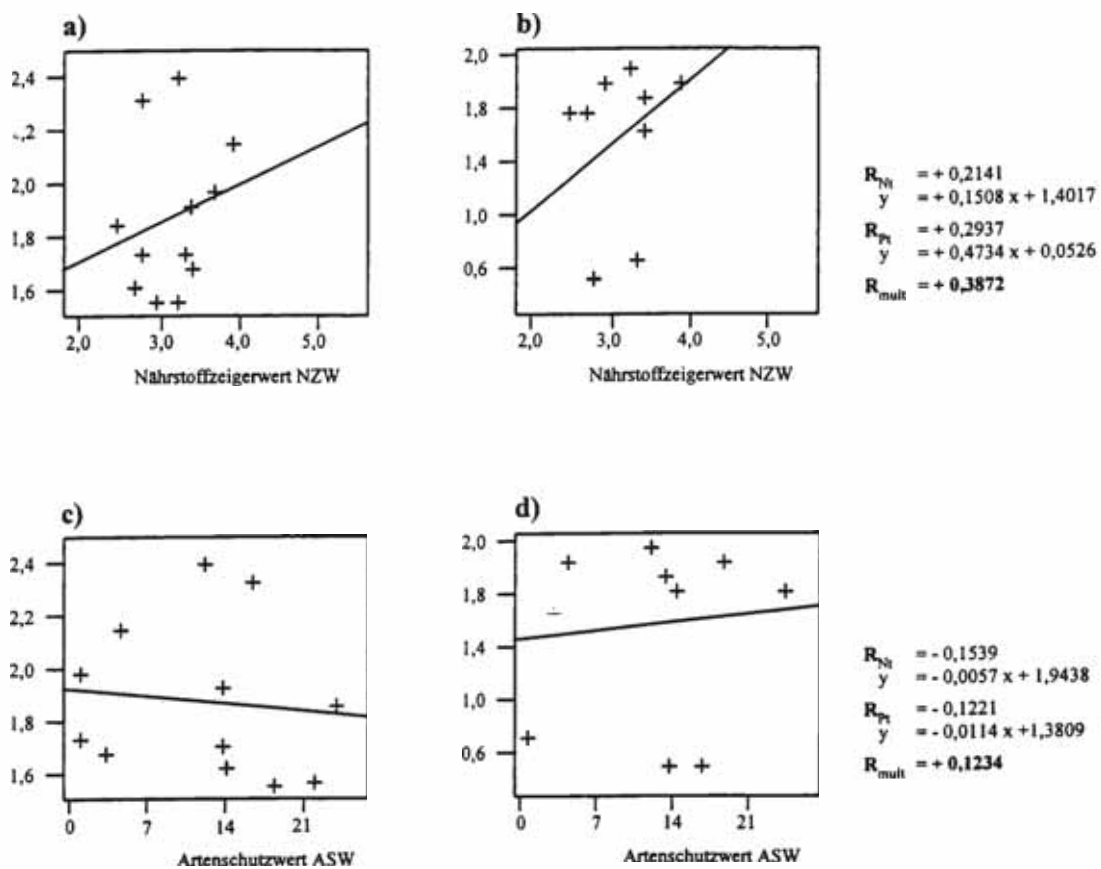 a)
2,4
2,2
2,0
1,8
1,6
2,0 3,0 4,0 5,0
Nährstoffzeigerwert NZW
b)
2,0
1,8
1,4
1,0
0,6
2,0 3,0 4,0 5,0
Nährstoffzeigerwert NZW
R_Nt = + 0,2141
y = + 0,1508 x + 1,4017
R_Pt = + 0,2937
y = + 0,4734 x + 0,0526
R_mult = + 0,3872
c)
2,4
2,2
2,0
1,8
1,6
0 7 14 21
Artenschutzwert ASW
d)
2,0
1,8
1,4
1,0
0,6
0 7 14 21
Artenschutzwert ASW
R_Nt = - 0,1539
y = - 0,0057 x + 1,9438
R_Pt = - 0,1221
y = - 0,0114 x +1,3809
R_mult = + 0,1234